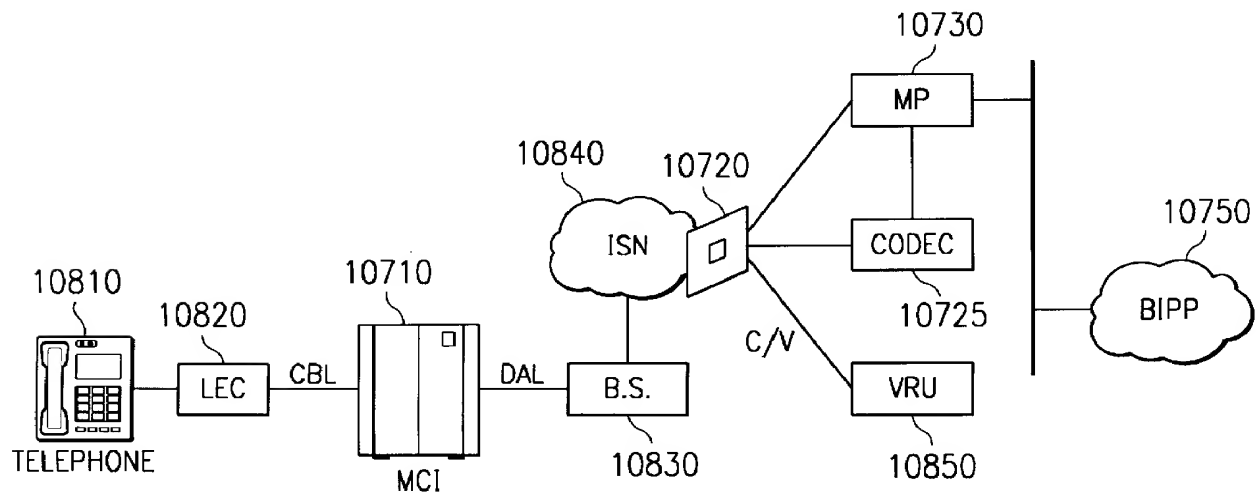 10730
MP
10840
10720
ISN
CODEC
10725
10750
BIPP
10810
10820
10710
LEC
CBL
DAL
B.S.
C/V
VRU
TELEPHONE
MCI
10830
10850